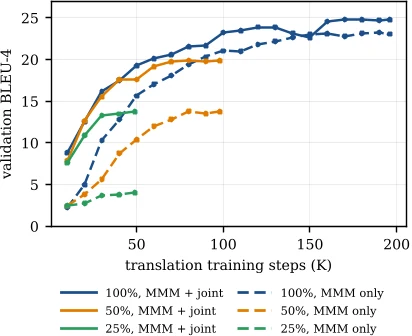 validation BLEU-4
25
20
15
10
5
0
50
100
150
200
translation training steps (K)
100%, MMM + joint
50%, MMM + joint
25%, MMM + joint
100%, MMM only
50%, MMM only
25%, MMM only